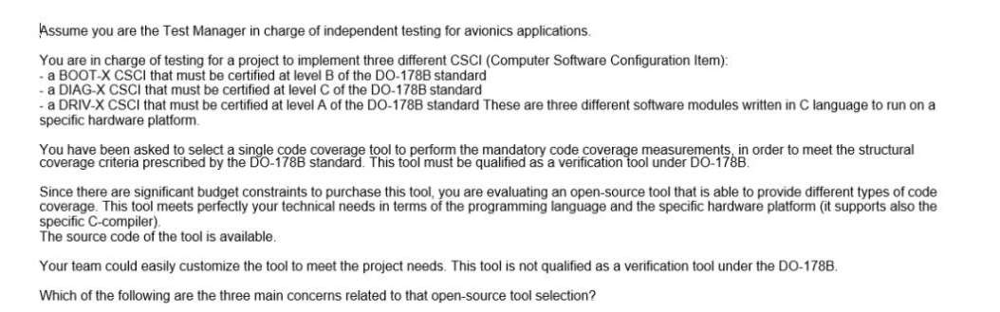 Assume you are the Test Manager in charge of independent testing for avionics applications.
You are in charge of testing for a project to implement three different CSCI (Computer Software Configuration Item):
- a BOOT-X CSCI that must be certified at level B of the DO-178B standard
- a DIAG-X CSCI that must be certified at level C of the DO-178B standard
- a DRIV-X CSCI that must be certified at level A of the DO-178B standard These are three different software modules written in C language to run on a
specific hardware platform.
You have been asked to select a single code coverage tool to perform the mandatory code coverage measurements, in order to meet the structural
coverage criteria prescribed by the DO-178B standard. This tool must be qualified as a verification tool under DO-178B.
Since there are significant budget constraints to purchase this tool, you are evaluating an open-source tool that is able to provide different types of code
coverage. This tool meets perfectly your technical needs in terms of the programming language and the specific hardware platform (it supports also the
specific C-compiler).
The source code of the tool is available.
Your team could easily customize the tool to meet the project needs. This tool is not qualified as a verification tool under the DO-178B.
Which of the following are the three main concerns related to that open-source tool selection?